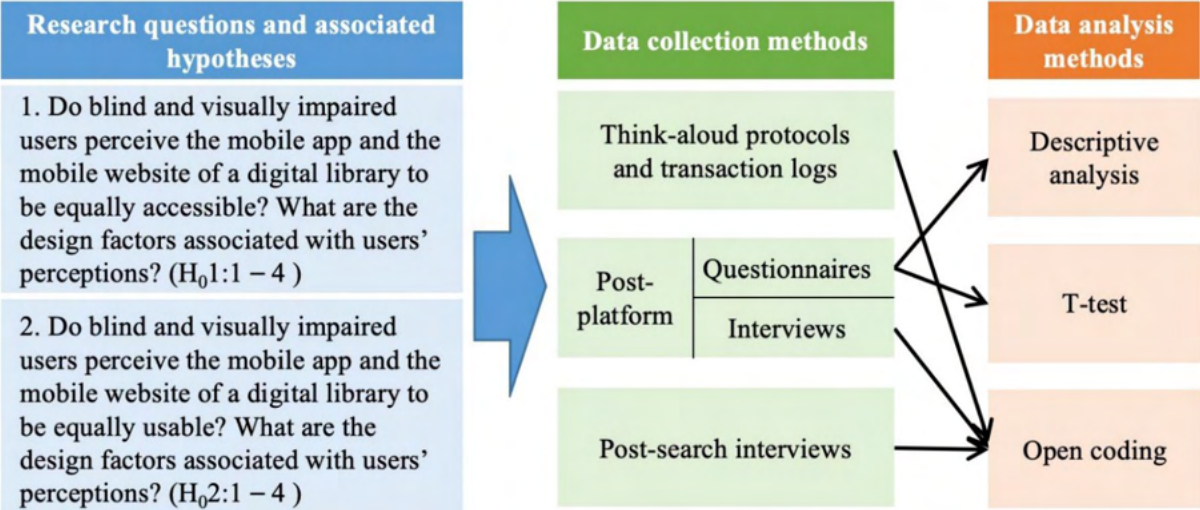 Research questions and associated
hypotheses
1. Do blind and visually impaired
users perceive the mobile app and the
mobile website of a digital library to
be equally accessible? What are the
design factors associated with users’
perceptions? (H₀1:1 – 4 )
2. Do blind and visually impaired
users perceive the mobile app and the
mobile website of a digital library to
be equally usable? What are the
design factors associated with users’
perceptions? (H₀2:1 – 4 )
Data collection methods
Think-aloud protocols
and transaction logs
Post-
platform
Questionnaires
Interviews
Post-search interviews
Data analysis
methods
Descriptive
analysis
T-test
Open coding